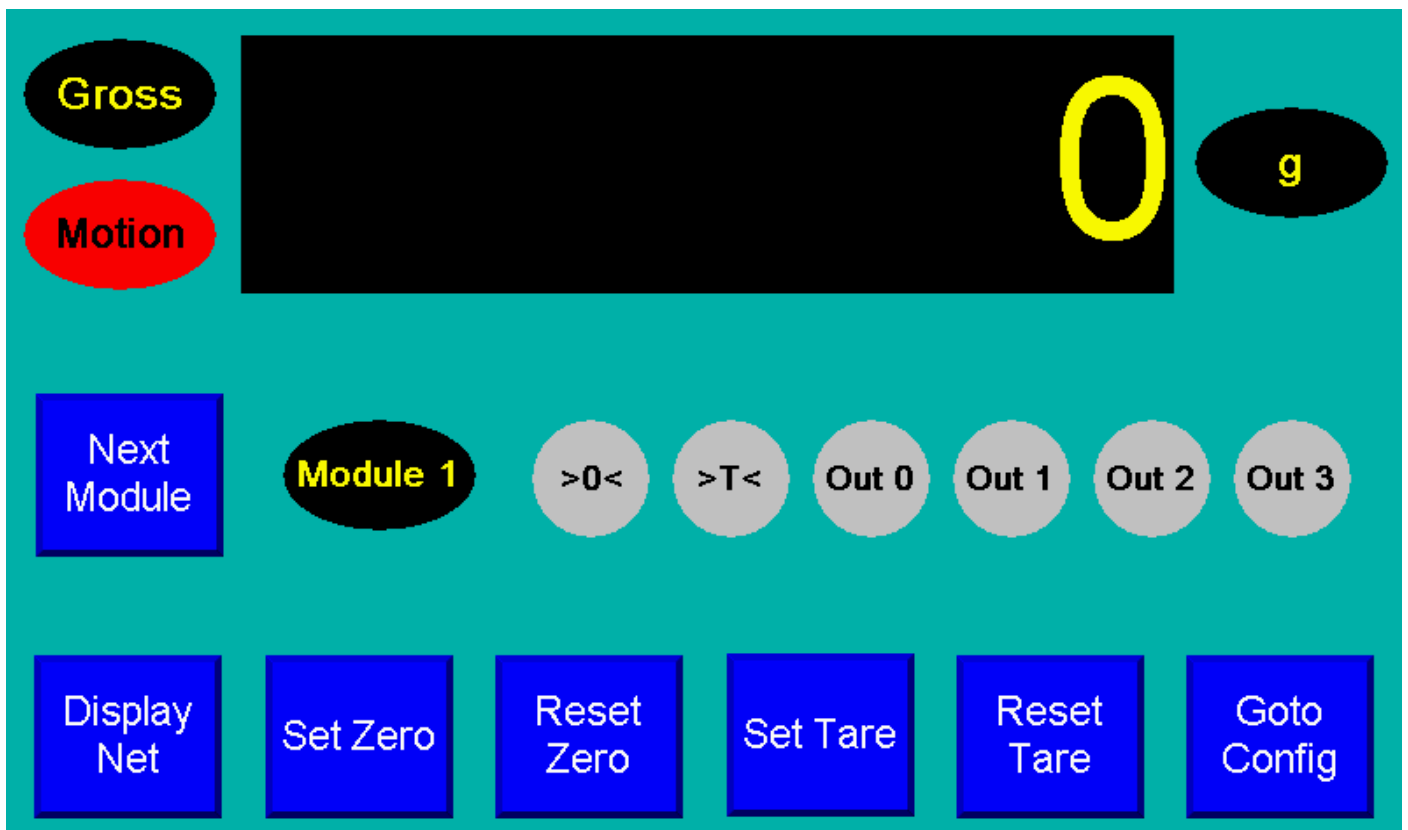 Gross
0
g
Motion
Next
Module
Module 1
>0<
>T<
Out 0
Out 1
Out 2
Out 3
Display
Net
Set Zero
Reset
Zero
Set Tare
Reset
Tare
Goto
Config